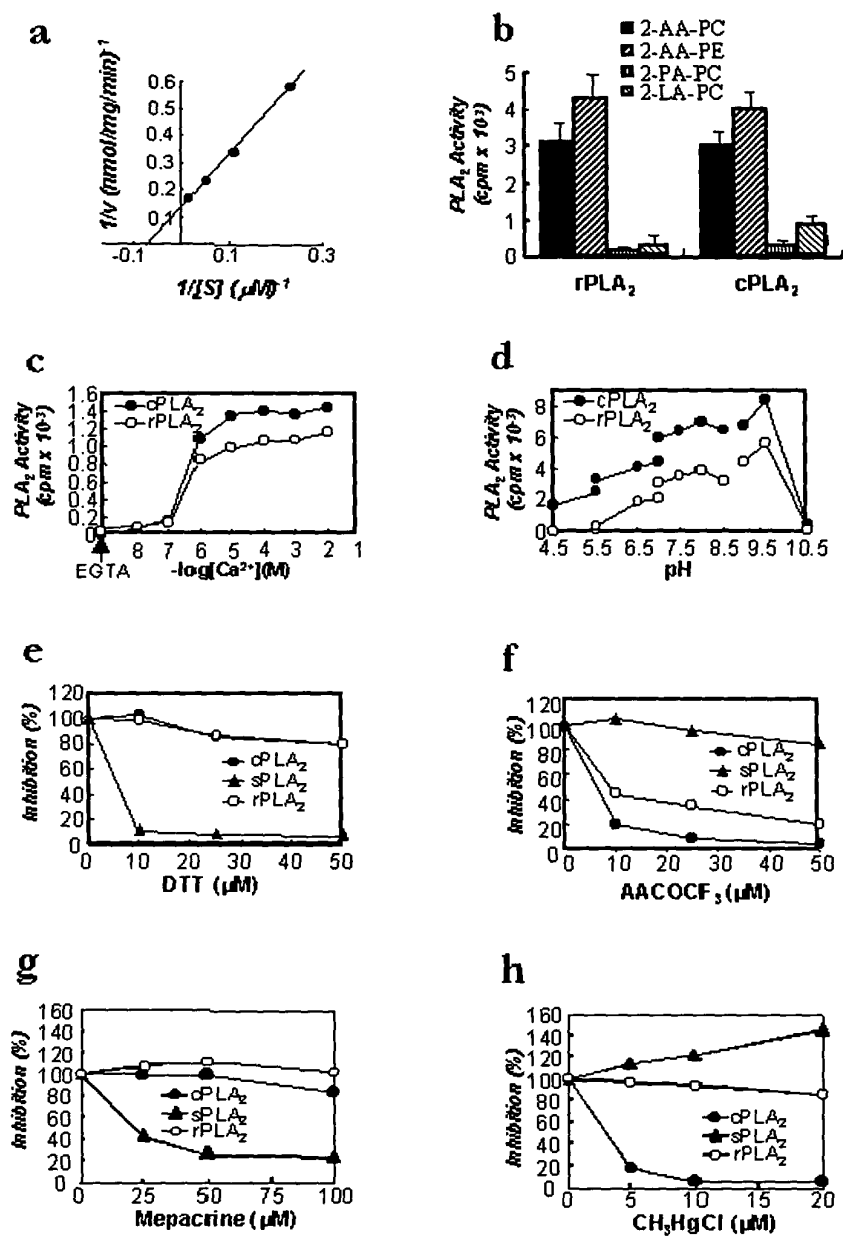 a
1/v (nmol/mg/min)⁻¹
0.6
0.5
0.4
0.3
0.2
0.1
-0.1
0.1
0.3
1/[S] (µM)⁻¹
b
2-AA-PC
2-AA-PE
2-PA-PC
2-LA-PC
PLA₂ Activity
(cpm x 10⁻³)
5
4
3
2
1
0
rPLA₂
cPLA₂
c
PLA₂ Activity
(cpm x 10⁻³)
1.6
1.4
1.2
1.0
0.8
0.6
0.4
0.2
0.0
cPLA₂
rPLA₂
8 7 6 5 4 3 2 1
EGTA
-log[Ca²⁺](M)
d
PLA₂ Activity
(cpm x 10⁻³)
8
6
4
2
0
cPLA₂
rPLA₂
4.5 5.5 6.5 7.5 8.5 9.5 10.5
pH
e
Inhibition (%)
120
100
80
60
40
20
0
cPLA₂
sPLA₂
rPLA₂
0 10 20 30 40 50
DTT (µM)
f
Inhibition (%)
120
100
80
60
40
20
0
cPLA₂
sPLA₂
rPLA₂
0 10 20 30 40 50
AACOCF₃ (µM)
g
Inhibition (%)
160
140
120
100
80
60
40
20
0
cPLA₂
sPLA₂
rPLA₂
0 25 50 75 100
Mepacrine (µM)
h
Inhibition (%)
160
140
120
100
80
60
40
20
0
cPLA₂
sPLA₂
rPLA₂
0 5 10 15 20
CH₃HgCl (µM)